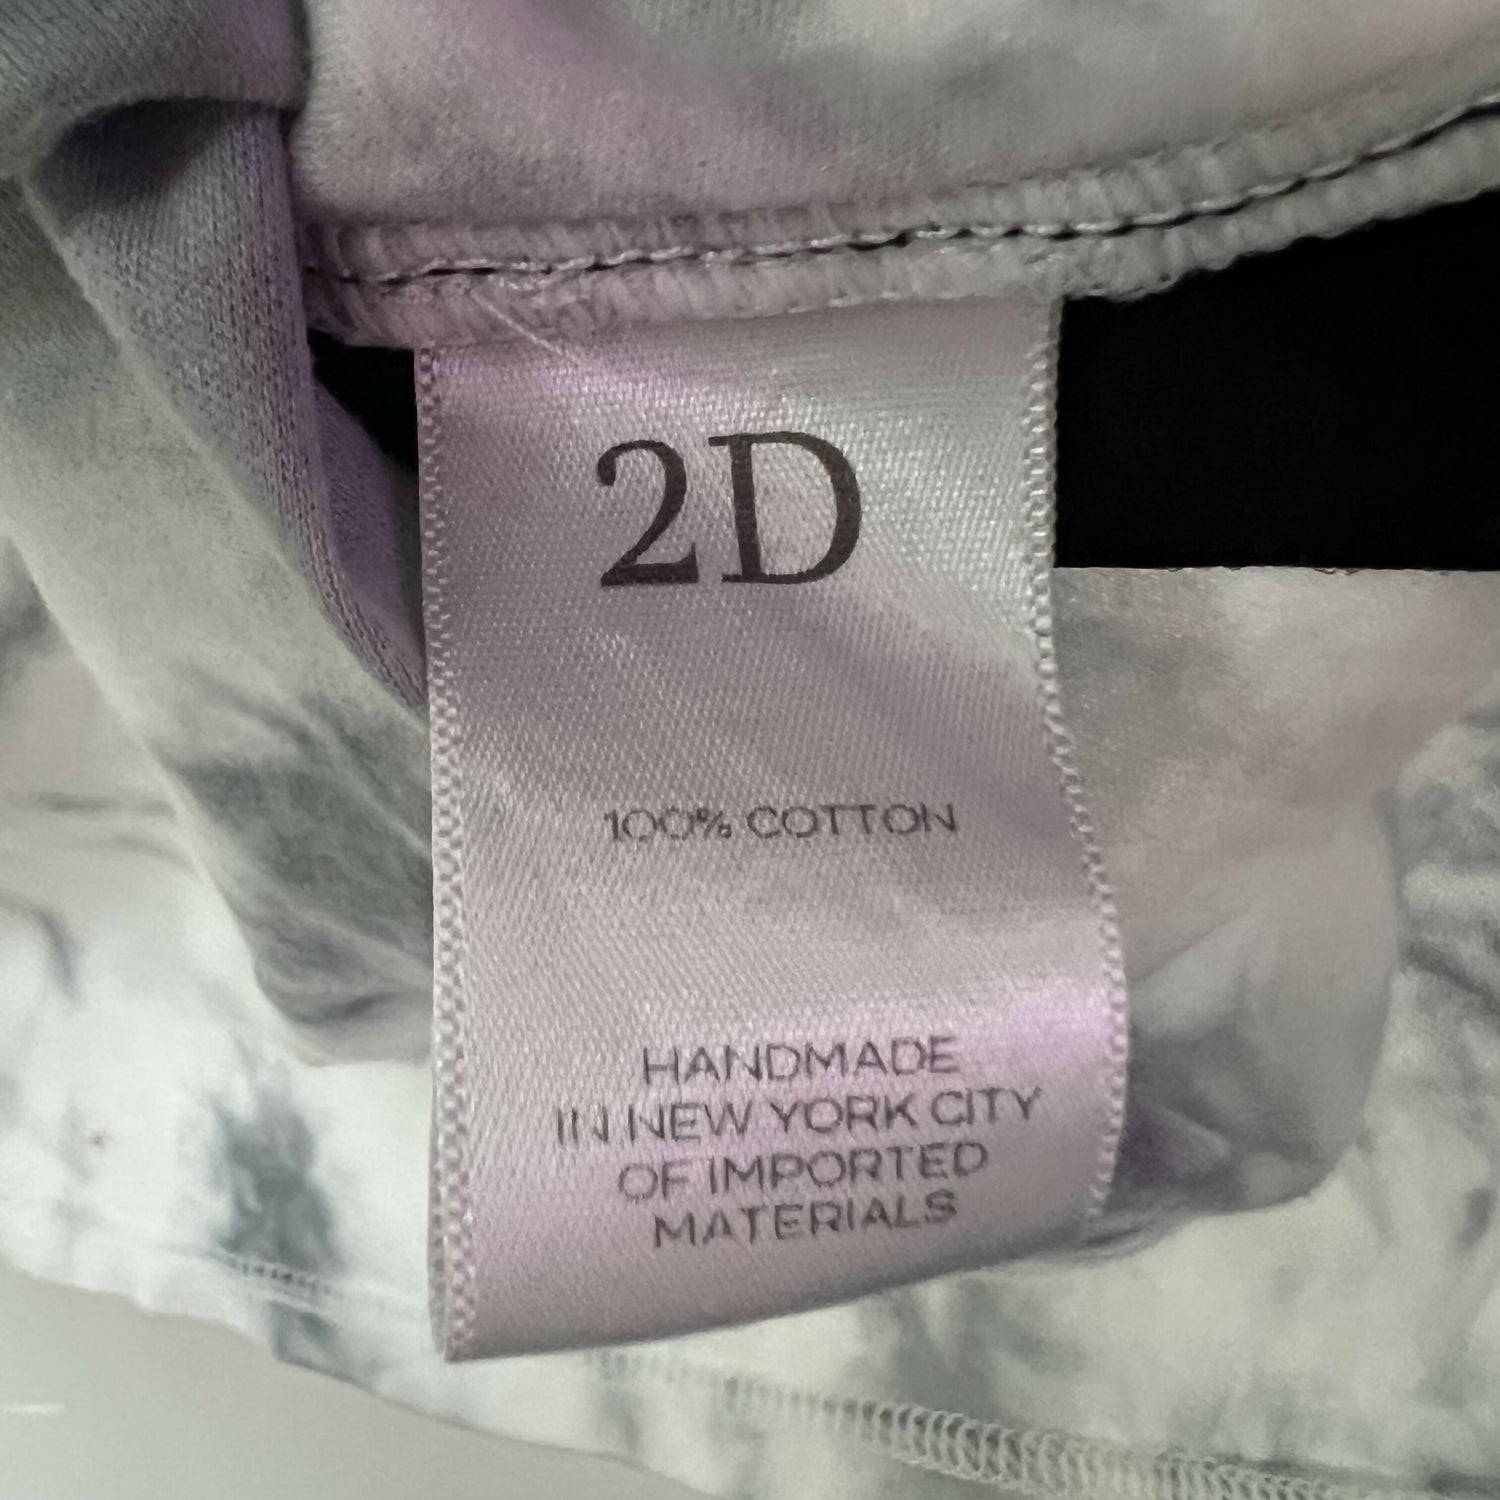 2D
100% COTTON
HANDMADE
IN NEW YORK CITY
OF IMPORTED
MATERIALS